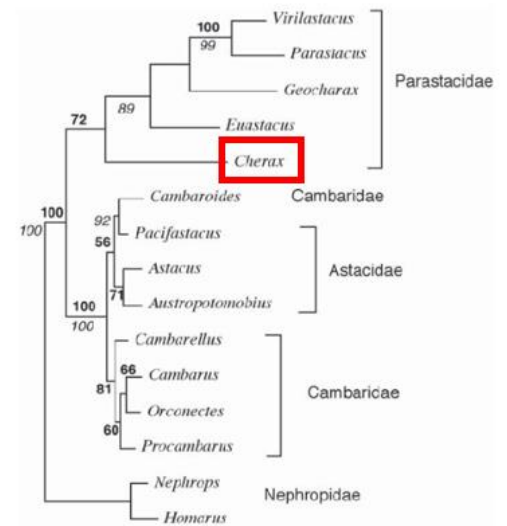 Virilastacus
100
99
Parastacus
Geocharax
Parastacidae
89
Euastacus
72
Cherax
Cambaroides
Cambaridae
92
100
100
Pacifastacus
56
Astacus
Astacidae
71
Austropotomobius
100
100
Cambarellus
66
Cambarus
81
Cambaridae
Orconectes
60
Procambarus
Nephrops
Nephropidae
Homarus